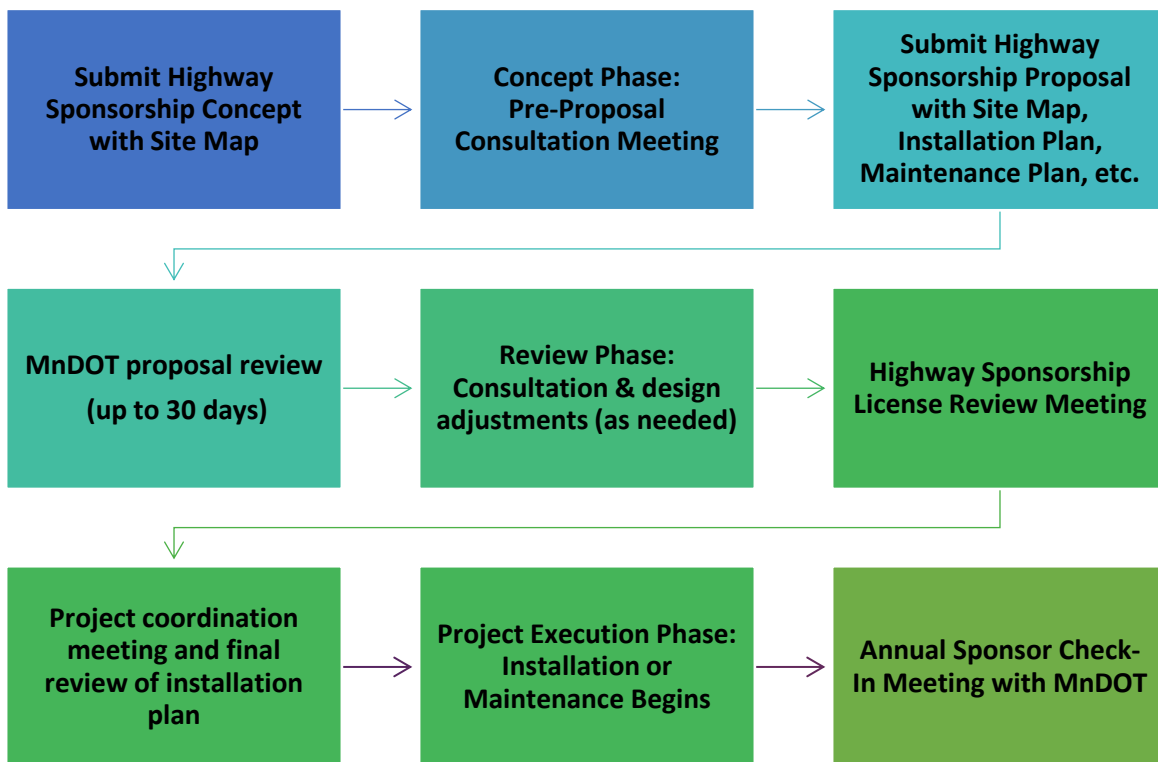 Submit Highway
Sponsorship Concept
with Site Map
Concept Phase:
Pre-Proposal
Consultation Meeting
Submit Highway
Sponsorship Proposal
with Site Map,
Installation Plan,
Maintenance Plan, etc.
MnDOT proposal review
(up to 30 days)
Review Phase:
Consultation & design
adjustments (as needed)
Highway Sponsorship
License Review Meeting
Project coordination
meeting and final
review of installation
plan
Project Execution Phase:
Installation or
Maintenance Begins
Annual Sponsor Check-
In Meeting with MnDOT